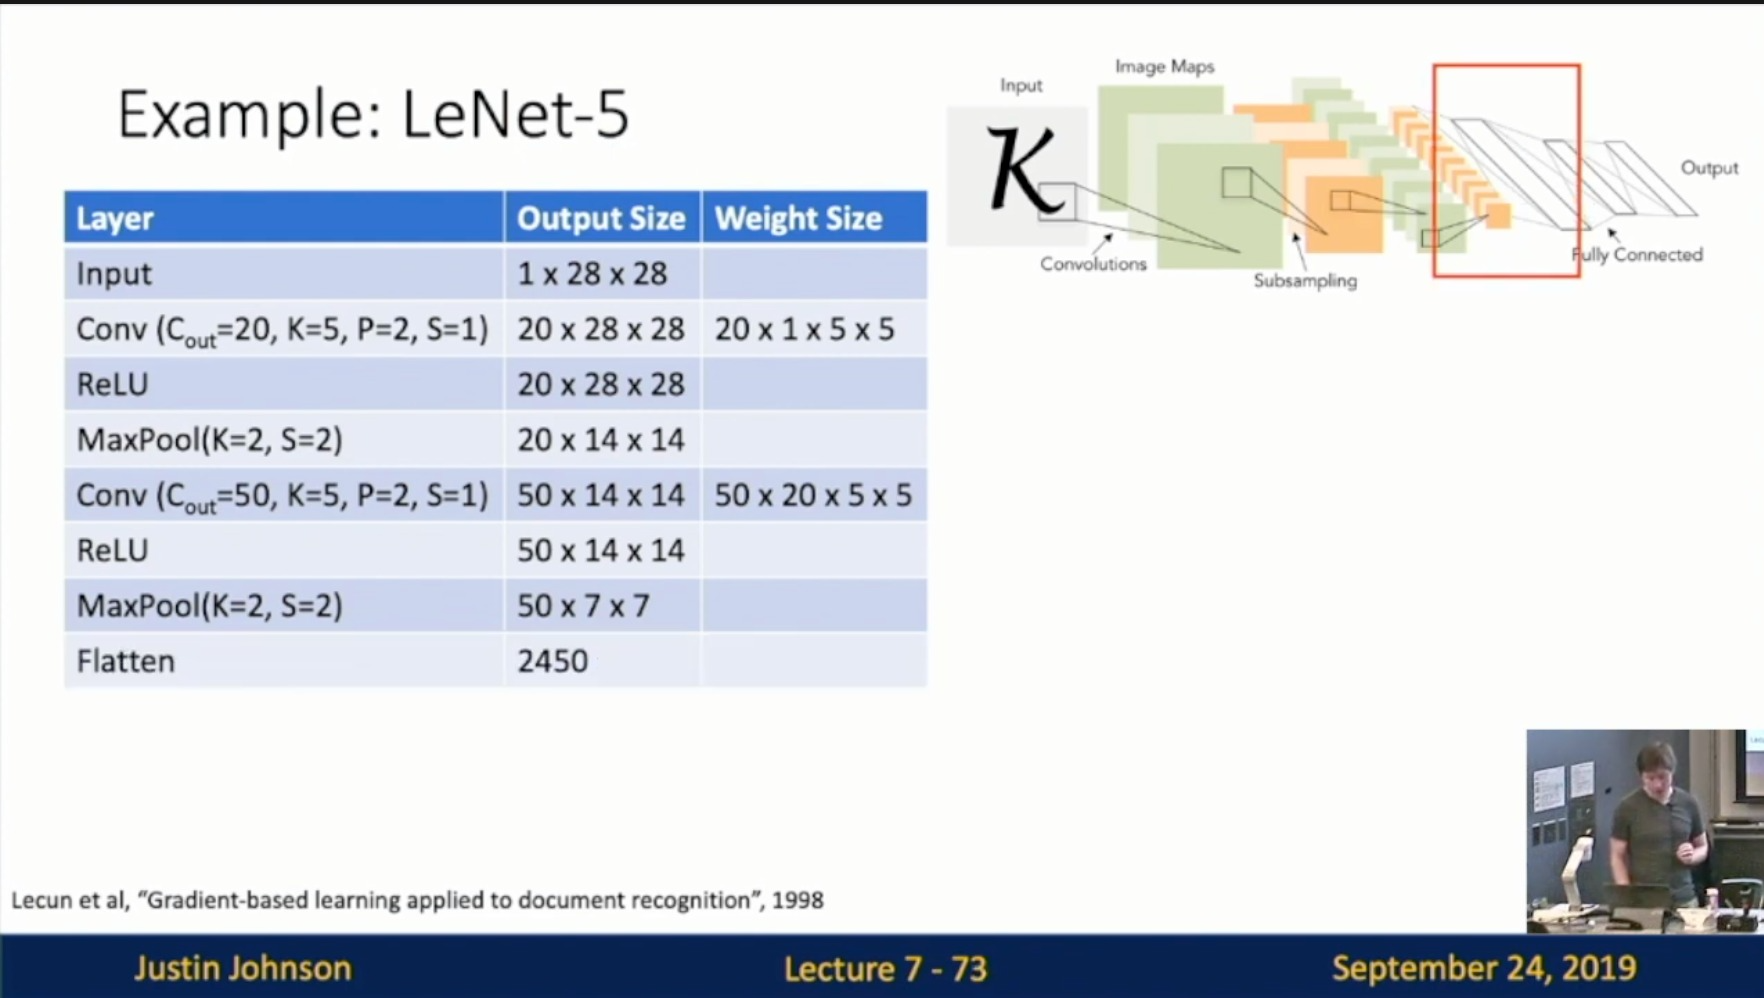 Example: LeNet-5
Layer Output Size Weight Size
Input 1 x 28 x 28
Conv (Cout=20, K=5, P=2, S=1) 20 x 28 x 28 20 x 1 x 5 x 5
ReLU 20 x 28 x 28
MaxPool(K=2, S=2) 20 x 14 x 14
Conv (Cout=50, K=5, P=2, S=1) 50 x 14 x 14 50 x 20 x 5 x 5
ReLU 50 x 14 x 14
MaxPool(K=2, S=2) 50 x 7 x 7
Flatten 2450
Image Maps
Input
K
Output
Convolutions
Subsampling
Fully Connected
Lecun et al, “Gradient-based learning applied to document recognition”, 1998
Justin Johnson Lecture 7 - 73 September 24, 2019